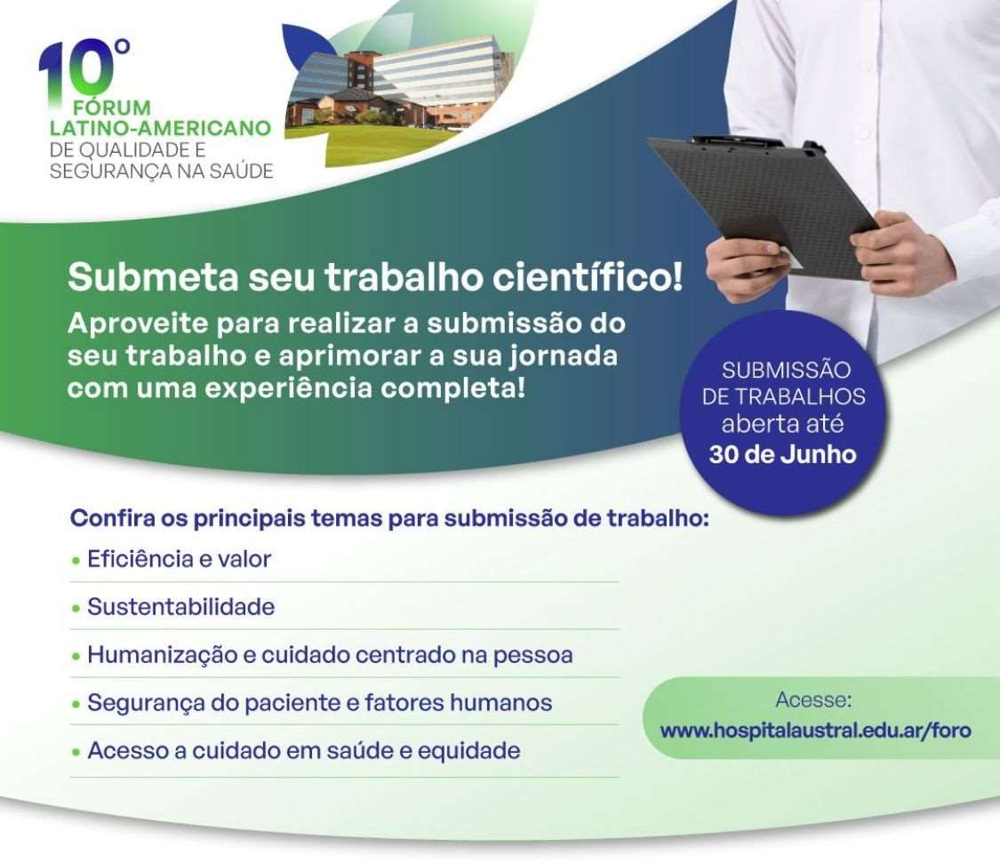 10º
FÓRUM
LATINO-AMERICANO
DE QUALIDADE E
SEGURANÇA NA SAÚDE
Submeta seu trabalho científico!
Aproveite para realizar a submissão do
seu trabalho e aprimorar a sua jornada
com uma experiência completa!
SUBMISSÃO
DE TRABALHOS
aberta até
30 de Junho
Confira os principais temas para submissão de trabalho:
• Eficiência e valor
• Sustentabilidade
• Humanização e cuidado centrado na pessoa
• Segurança do paciente e fatores humanos
• Acesso a cuidado em saúde e equidade
Acesse:
www.hospitalaustral.edu.ar/foro